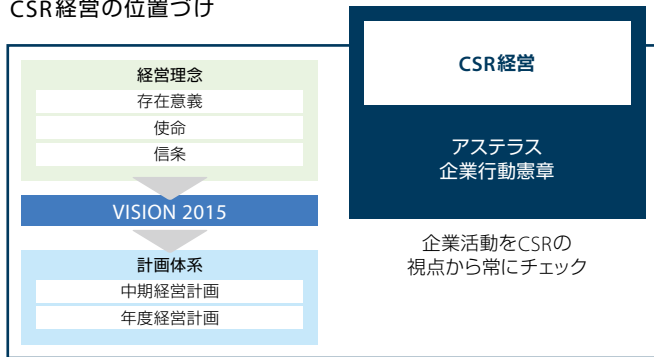 CSR経営の位置づけ
経営理念
存在意義
使命
信条
VISION 2015
計画体系
中期経営計画
年度経営計画
CSR経営
アステラス
企業行動憲章
企業活動をCSRの
視点から常にチェック